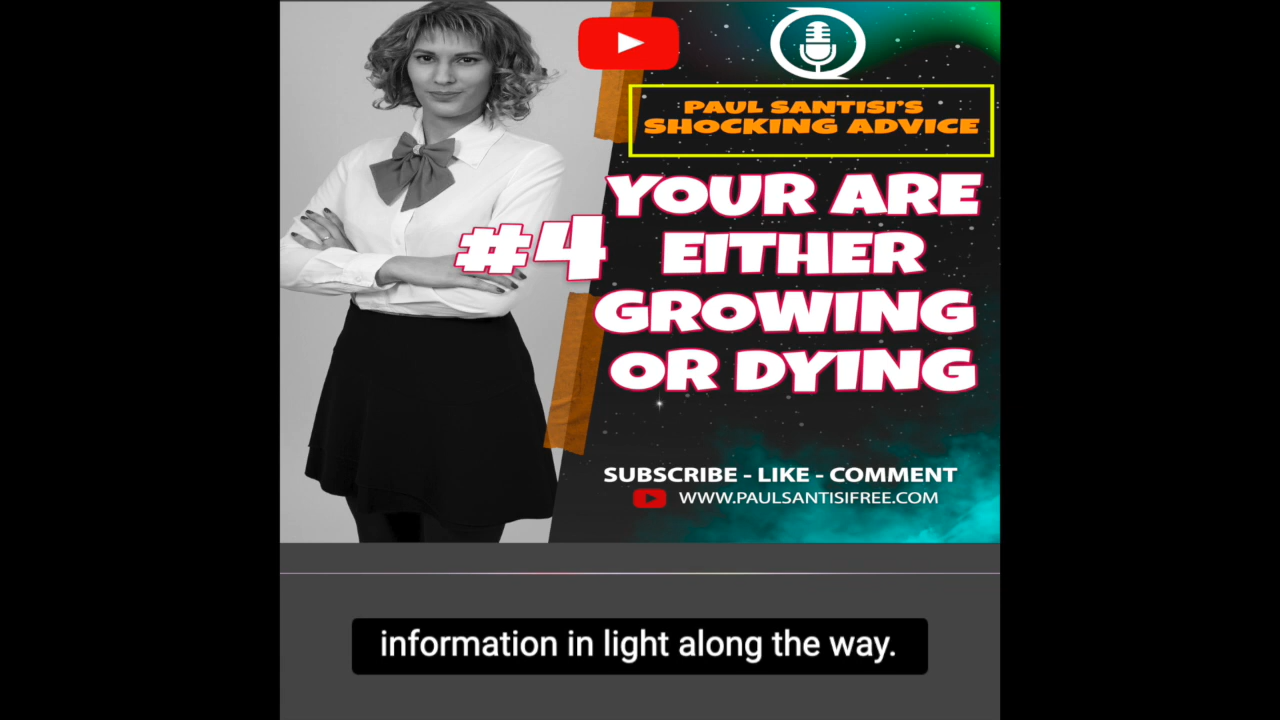 PAUL SANTISI'S
SHOCKING ADVICE
#4
YOUR ARE
EITHER
GROWING
OR DYING
SUBSCRIBE - LIKE - COMMENT
WWW.PAULSANTISIFREE.COM
information in light along the way.